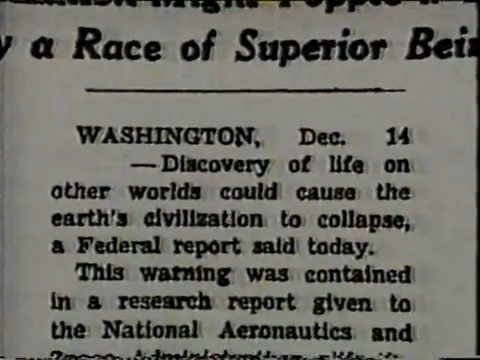 y a Race of Superior Bei
WASHINGTON, Dec. 14
—Discovery of life on
other worlds could cause the
earth's civilization to collapse,
a Federal report said today.
This warning was contained
in a research report given to
the National Aeronautics and